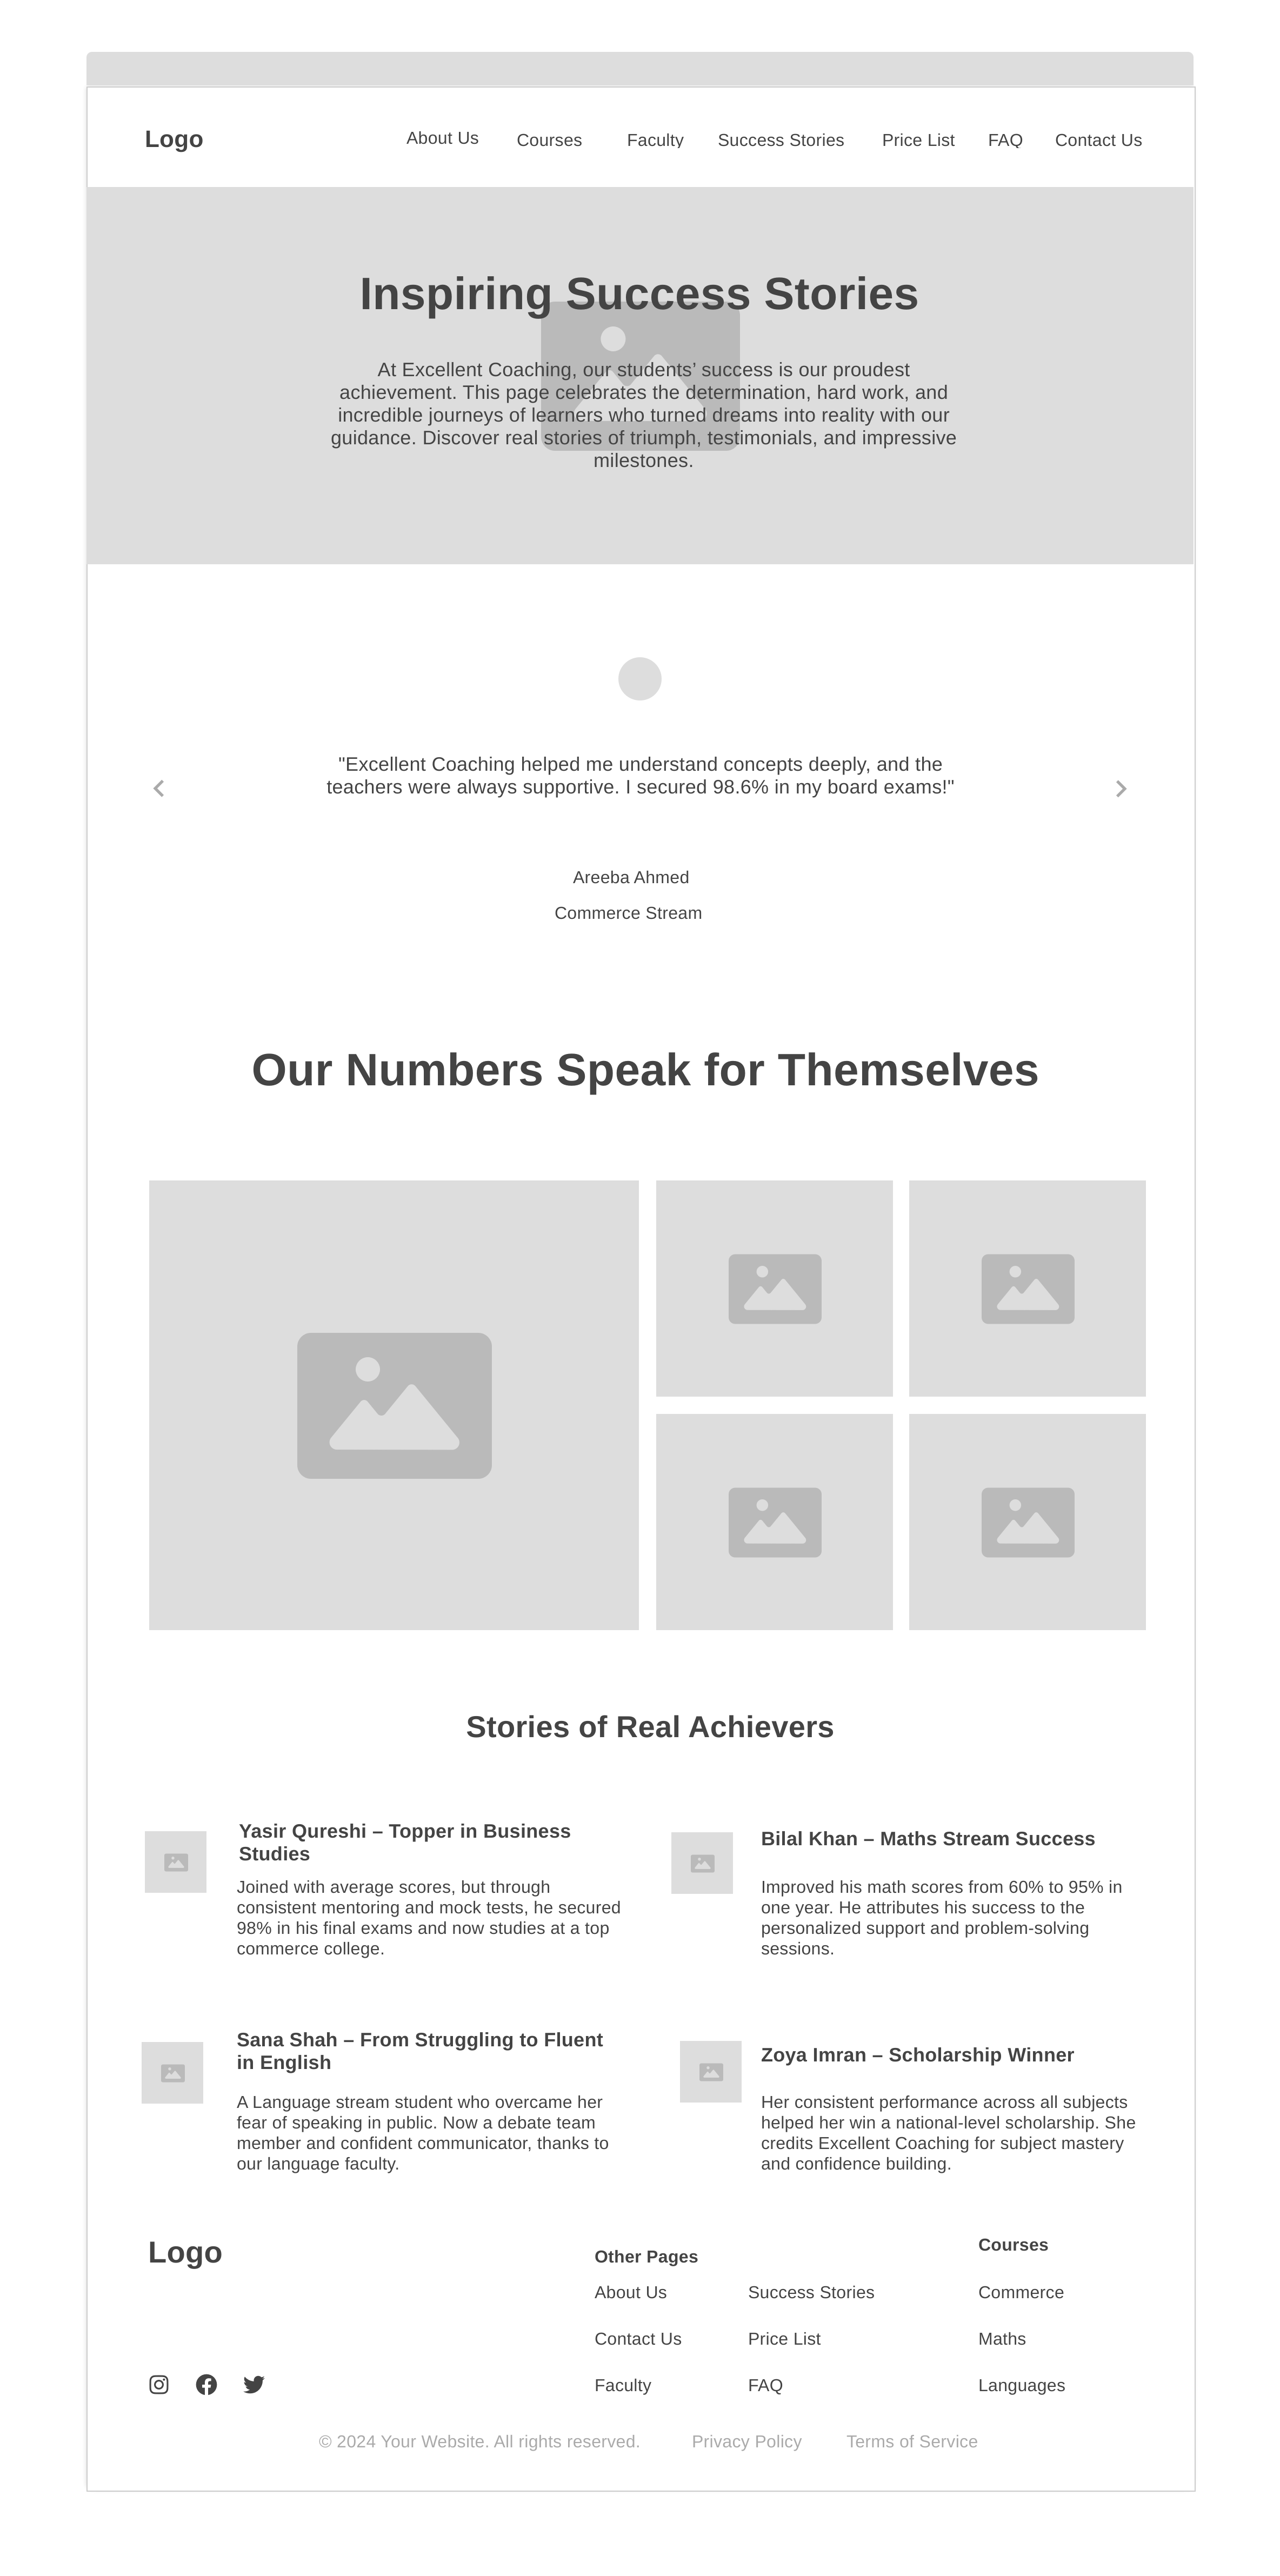 Logo
About Us
Courses
Faculty
Success Stories
Price List
FAQ
Contact Us
Inspiring Success Stories
At Excellent Coaching, our students’ success is our proudest
achievement. This page celebrates the determination, hard work, and
incredible journeys of learners who turned dreams into reality with our
guidance. Discover real stories of triumph, testimonials, and impressive
milestones.
"Excellent Coaching helped me understand concepts deeply, and the
teachers were always supportive. I secured 98.6% in my board exams!"
Areeba Ahmed
Commerce Stream
Our Numbers Speak for Themselves
Stories of Real Achievers
Yasir Qureshi – Topper in Business
Studies
Joined with average scores, but through
consistent mentoring and mock tests, he secured
98% in his final exams and now studies at a top
commerce college.
Bilal Khan – Maths Stream Success
Improved his math scores from 60% to 95% in
one year. He attributes his success to the
personalized support and problem-solving
sessions.
Sana Shah – From Struggling to Fluent
in English
A Language stream student who overcame her
fear of speaking in public. Now a debate team
member and confident communicator, thanks to
our language faculty.
Zoya Imran – Scholarship Winner
Her consistent performance across all subjects
helped her win a national-level scholarship. She
credits Excellent Coaching for subject mastery
and confidence building.
Logo
Other Pages
About Us
Contact Us
Faculty
Success Stories
Price List
FAQ
Courses
Commerce
Maths
Languages
© 2024 Your Website. All rights reserved.
Privacy Policy
Terms of Service